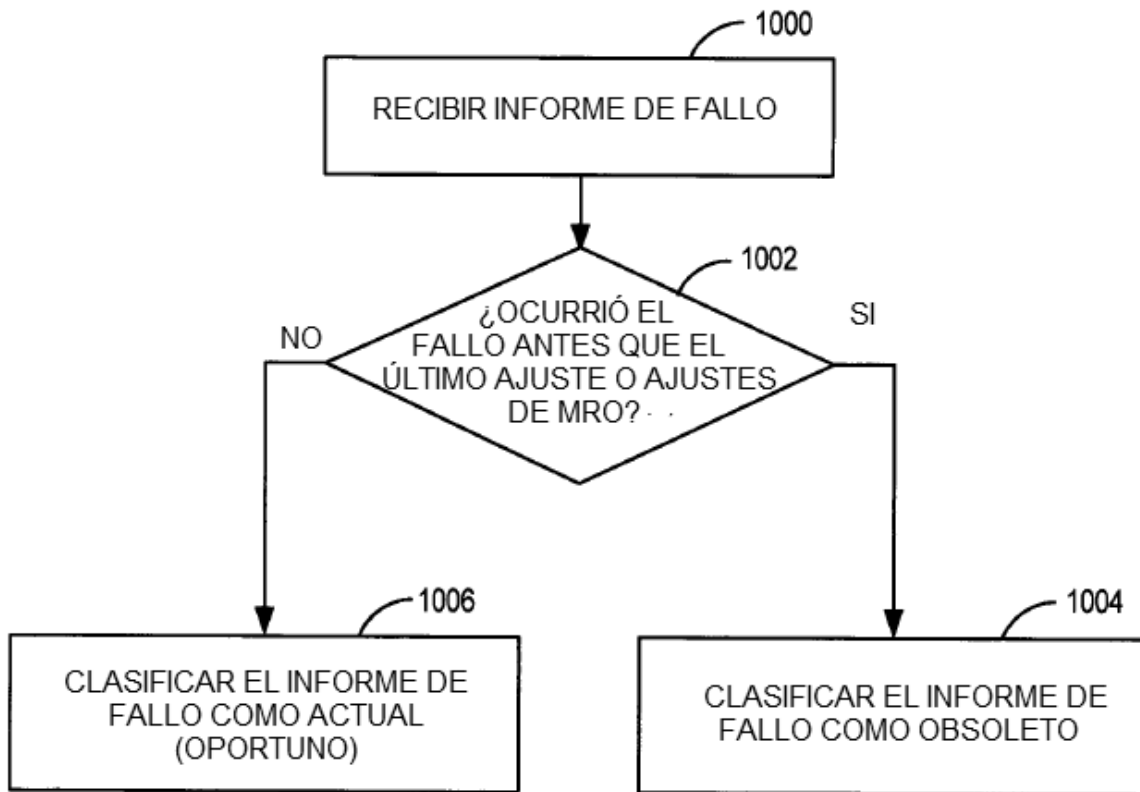 1000
RECIBIR INFORME DE FALLO
1002
¿OCURRIÓ EL
FALLO ANTES QUE EL
ÚLTIMO AJUSTE O AJUSTES
DE MRO?
NO
SI
1006
CLASIFICAR EL INFORME DE
FALLO COMO ACTUAL
(OPORTUNO)
1004
CLASIFICAR EL INFORME DE
FALLO COMO OBSOLETO